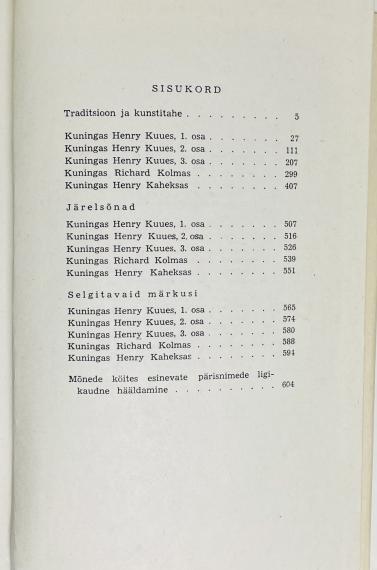 SISUKORD
Traditsioon ja kunstitahe . . . . . . . . . 5
Kuningas Henry Kuues, 1. osa . . . . . . . 27
Kuningas Henry Kuues, 2. osa . . . . . . . 111
Kuningas Henry Kuues, 3. osa . . . . . . . 207
Kuningas Richard Kolmas . . . . . . . . 299
Kuningas Henry Kaheksas . . . . . . . . 407
Järelsõnad
Kuningas Henry Kuues, 1. osa . . . . . . . 507
Kuningas Henry Kuues, 2. osa . . . . . . . 516
Kuningas Henry Kuues, 3. osa . . . . . . . 526
Kuningas Richard Kolmas . . . . . . . . 539
Kuningas Henry Kaheksas . . . . . . . . 551
Selgitavaid märkusi
Kuningas Henry Kuues, 1. osa . . . . . . . 565
Kuningas Henry Kuues, 2. osa . . . . . . . 574
Kuningas Henry Kuues, 3. osa . . . . . . . 580
Kuningas Richard Kolmas . . . . . . . . 588
Kuningas Henry Kaheksas . . . . . . . . 594
Mõnede köites esinevate pärisnimede ligi-
kaudne hääldamine . . . . . . . . . . 604